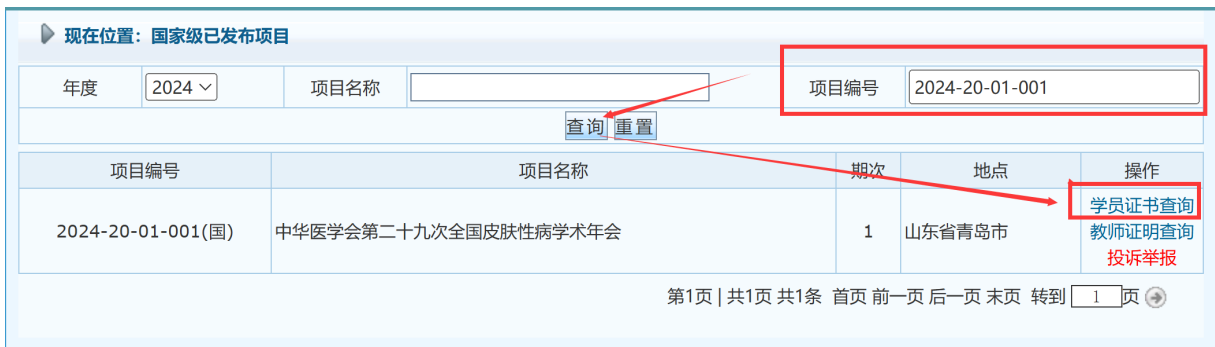 现在位置：国家级已发布项目
年度 2024 项目名称 项目编号 2024-20-01-001
查询 重置
项目编号 项目名称 期次 地点 操作
学员证书查询
2024-20-01-001(国) 中华医学会第二十九次全国皮肤性病学术年会 1 山东省青岛市 教师证明查询
投诉举报
第1页 | 共1页 共1条 首页 前一页 后一页 末页 转到 1 页